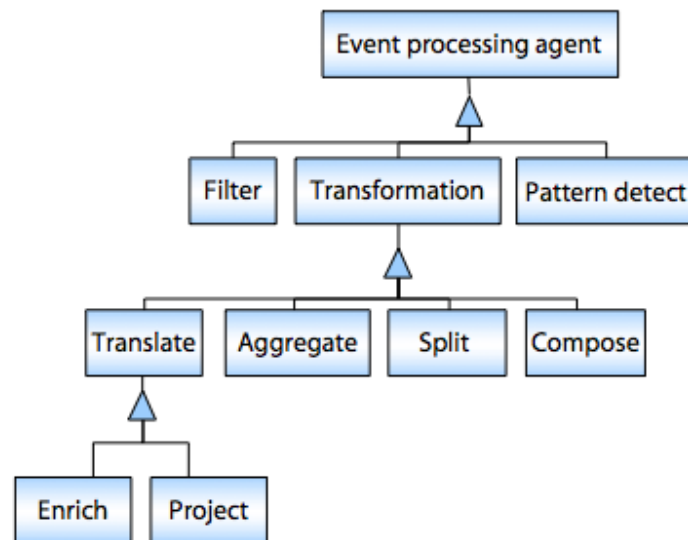 Event processing agent
Filter
Transformation
Pattern detect
Translate
Aggregate
Split
Compose
Enrich
Project